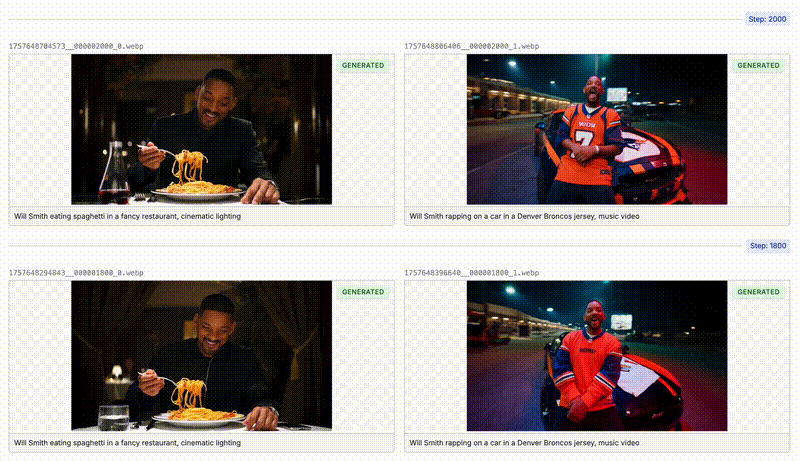 Step: 2000
1757648704573__000002000_0.webp
1757648806406__000002000_1.webp
GENERATED
GENERATED
7
Will Smith eating spaghetti in a fancy restaurant, cinematic lighting
Will Smith rapping on a car in a Denver Broncos jersey, music video
Step: 1800
1757648294843__000001800_0.webp
1757648396640__000001800_1.webp
GENERATED
GENERATED
Will Smith eating spaghetti in a fancy restaurant, cinematic lighting
Will Smith rapping on a car in a Denver Broncos jersey, music video